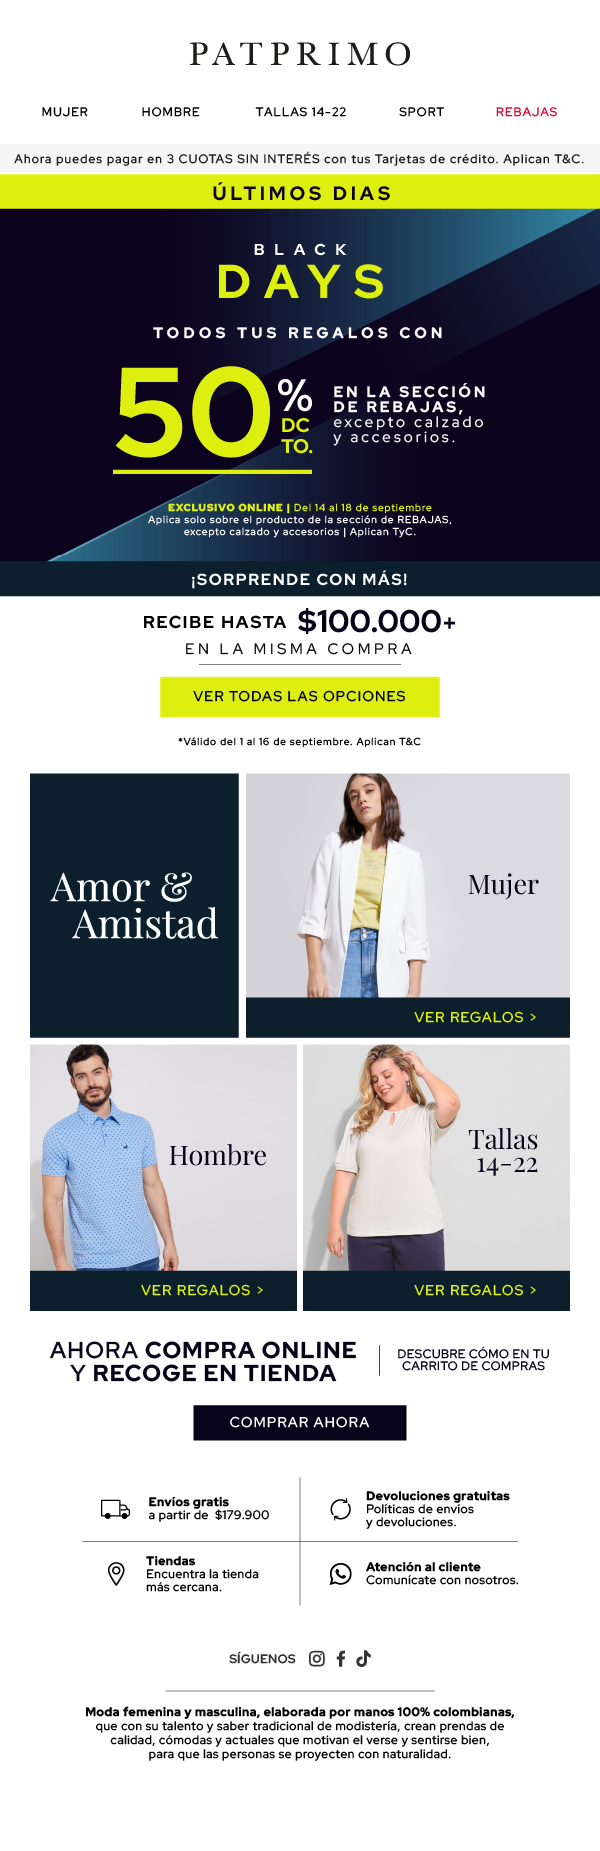 PATPRIMO
MUJER HOMBRE TALLAS 14-22 SPORT REBAJAS
Ahora puedes pagar en 3 CUOTAS SIN INTERÉS con tus Tarjetas de crédito. Aplican T&C.
ÚLTIMOS DIAS
BLACK
DAYS
TODOS TUS REGALOS CON
50% DCTO.
EN LA SECCIÓN
DE REBAJAS,
excepto calzado
y accesorios.
EXCLUSIVO ONLINE | Del 14 al 18 de septiembre
Aplica solo sobre el producto de la sección de REBAJAS,
excepto calzado y accesorios | Aplican TyC.
¡SORPRENDE CON MÁS!
RECIBE HASTA $100.000+
EN LA MISMA COMPRA
VER TODAS LAS OPCIONES
*Válido del 1 al 16 de septiembre. Aplican T&C
Amor &
Amistad
Mujer
VER REGALOS >
Hombre
VER REGALOS >
Tallas
14-22
VER REGALOS >
AHORA COMPRA ONLINE
Y RECOGE EN TIENDA
DESCUBRE CÓMO EN TU
CARRITO DE COMPRAS
COMPRAR AHORA
Envíos gratis
a partir de $179.900
Devoluciones gratuitas
Políticas de envíos
y devoluciones.
Tiendas
Encuentra la tienda
más cercana.
Atención al cliente
Comunícate con nosotros.
SÍGUENOS
Moda femenina y masculina, elaborada por manos 100% colombianas,
que con su talento y saber tradicional de modistería, crean prendas de
calidad, cómodas y actuales que motivan el verse y sentirse bien,
para que las personas se proyecten con naturalidad.